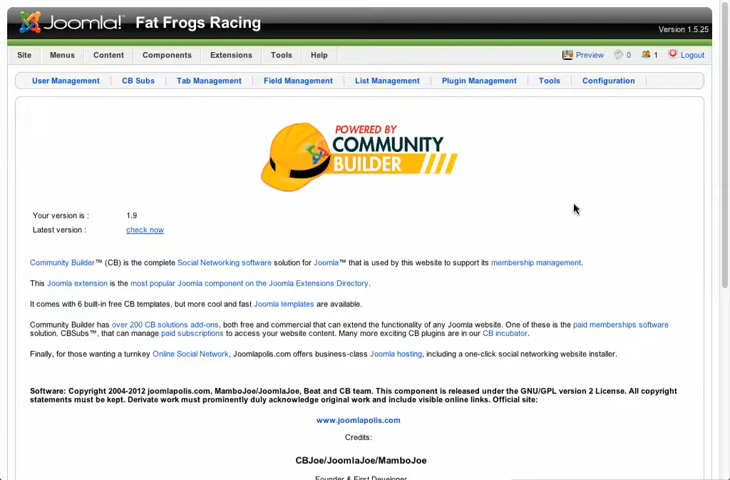 Joomla!™ Fat Frogs Racing
Version 1.5.25
Site Menus Content Components Extensions Tools Help Preview 0 1 Logout
User Management CB Subs Tab Management Field Management List Management Plugin Management Tools Configuration
POWERED BY
COMMUNITY
BUILDER
Your version is : 1.9
Latest version : check now
Community Builder™ (CB) is the complete Social Networking software solution for Joomla™ that is used by this website to support its membership management.
This Joomla extension is the most popular Joomla component on the Joomla Extensions Directory.
It comes with 6 built-in free CB templates, but more cool and fast Joomla templates are available.
Community Builder has over 200 CB solutions add-ons, both free and commercial that can extend the functionality of any Joomla website. One of these is the paid memberships software
solution, CBSubs™, that can manage paid subscriptions to access your website content. Many more exciting CB plugins are in our CB incubator.
Finally, for those wanting a turnkey Online Social Network, Joomlapolis.com offers business-class Joomla hosting, including a one-click social networking website installer.
Software: Copyright 2004-2012 joomlapolis.com, MamboJoe/JoomlaJoe, Beat and CB team. This component is released under the GNU/GPL version 2 License. All copyright
statements must be kept. Derivate work must prominently duly acknowledge original work and include visible online links. Official site:
www.joomlapolis.com
Credits:
CBJoe/JoomlaJoe/MamboJoe
Founder & First Developer